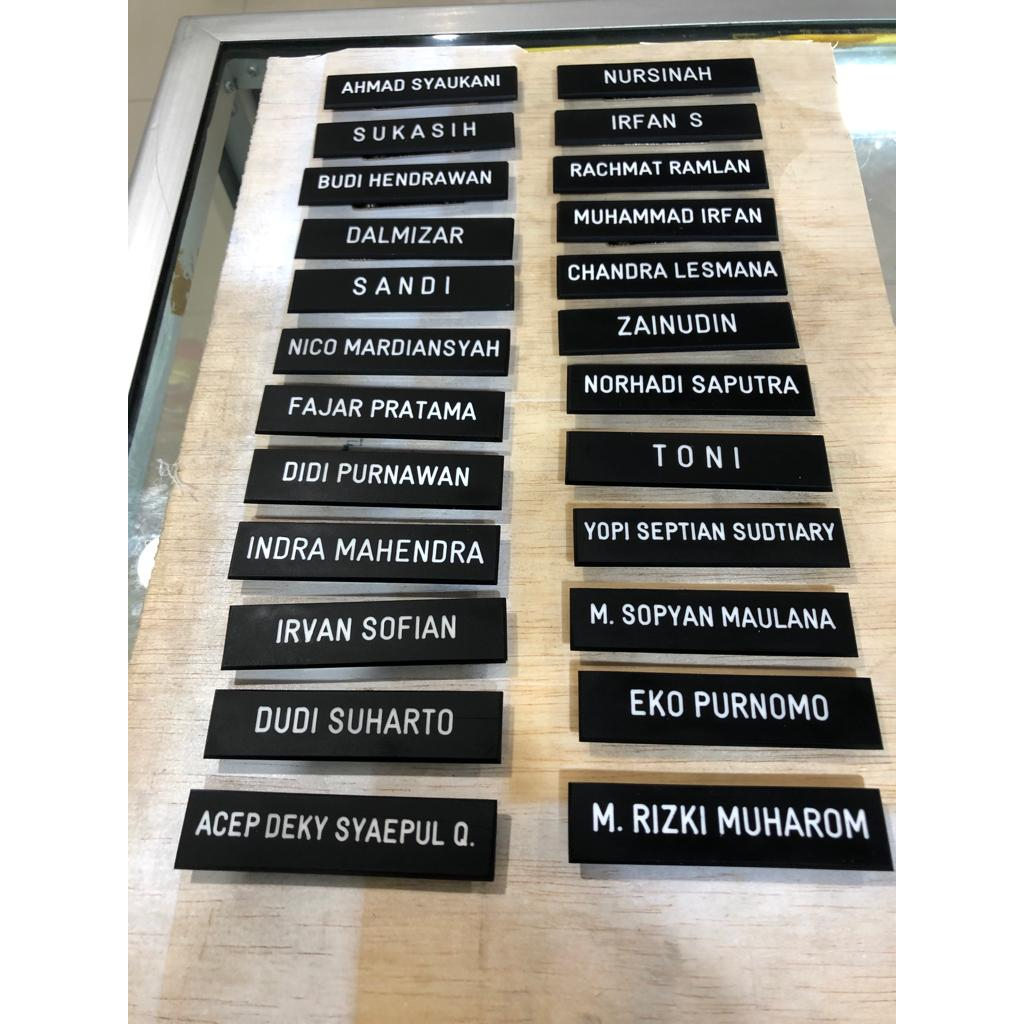 AHMAD SYAUKANI
SUKASIH
BUDI HENDRAWAN
DALMIZAR
SANDI
NICO MARDIANSYAH
FAJAR PRATAMA
DIDI PURNAWAN
INDRA MAHENDRA
IRVAN SOFIAN
DUDI SUHARTO
ACEP DEKY SYAEPUL Q.
NURSINAH
IRFAN S
RACHMAT RAMLAN
MUHAMMAD IRFAN
CHANDRA LESMANA
ZAINUDIN
NORHADI SAPUTRA
TONI
YOPI SEPTIAN SUDTIARY
M. SOPYAN MAULANA
EKO PURNOMO
M. RIZKI MUHAROM